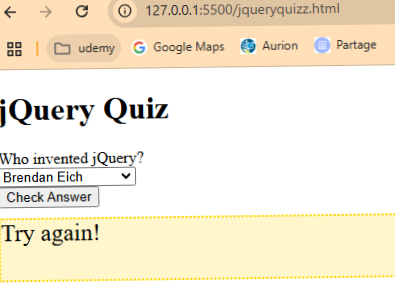 127.0.0.1:5500/jqueryquizz.html
udemy Google Maps Aurion Partage
jQuery Quiz
Who invented jQuery?
Brendan Eich
Check Answer
Try again!